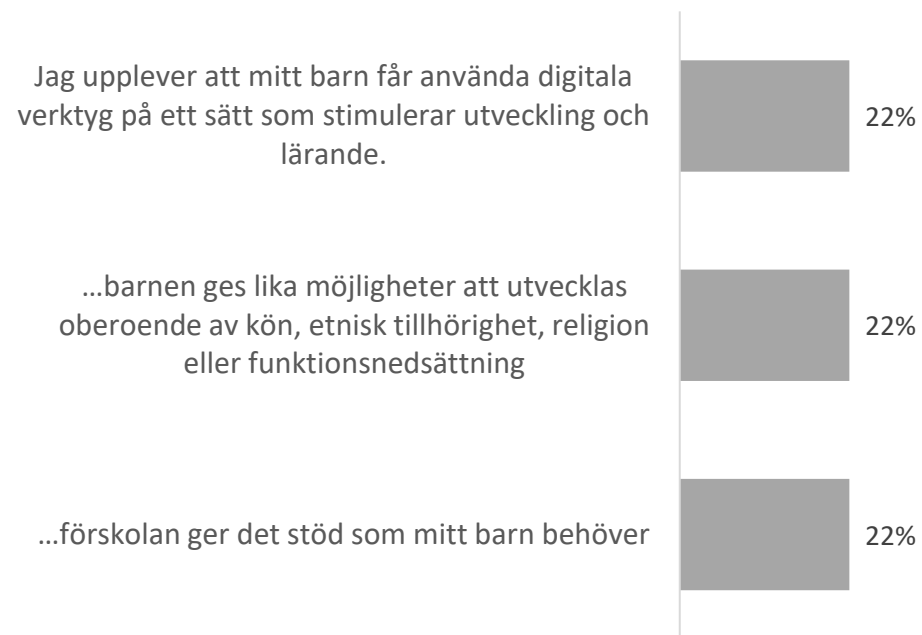 Jag upplever att mitt barn får använda digitala
verktyg på ett sätt som stimulerar utveckling och
lärande.
22%
…barnen ges lika möjligheter att utvecklas
oberoende av kön, etnisk tillhörighet, religion
eller funktionsnedsättning
22%
…förskolan ger det stöd som mitt barn behöver
22%